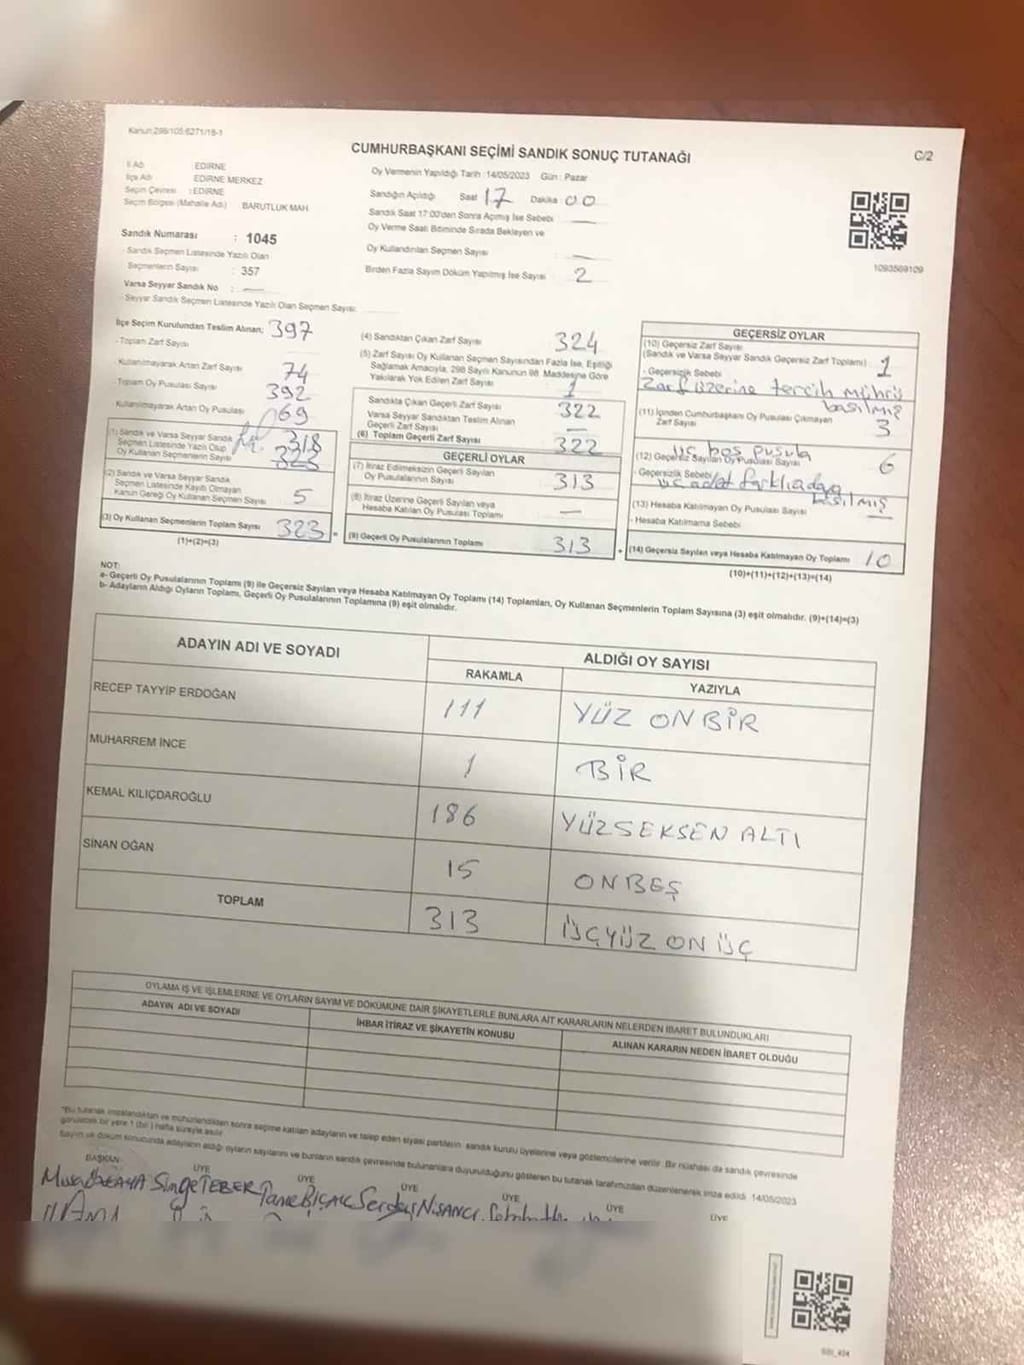 Kanun:298/105;6271/18-1
CUMHURBAŞKANI SEÇİMİ SANDIK SONUÇ TUTANAĞI
C/2
İl Adı : EDİRNE
İlçe Adı EDİRNE MERKEZ
Seçim Çevresi : EDİRNE
Seçim Bölgesi (Mahalle Adı) BARUTLUK MAH.
Sandık Numarası : 1045
Sandık Seçmen Listesinde Yazılı Olan
Seçmenlerin Sayısı : 357
Varsa Seyyar Sandık No : —
Seyyar Sandık Seçmen Listesinde Yazılı Olan Seçmen Sayısı:
Oy Vermenin Yapıldığı Tarih : 14/05/2023 Gün : Pazar
Sandığın Açıldığı Saat 17 Dakika 00
Sandık Saat 17:00'den Sonra Açılmış İse Sebebi
Oy Verme Saati Bitiminde Sırada Bekleyen ve
Oy Kullandırılan Seçmen Sayısı —
Birden Fazla Sayım Döküm Yapılmış İse Sayısı 2
1093569109
İlçe Seçim Kurulundan Teslim Alınan; 397
- Toplam Zarf Sayısı
Kullanılmayarak Artan Zarf Sayısı 74
Toplam Oy Pusulası Sayısı 392
Kullanılmayarak Artan Oy Pusulası 69
(1) Sandık ve Varsa Seyyar Sandık
Seçmen Listesinde Yazılı Olup
Oy Kullanan Seçmenlerin Sayısı 318
(2) Sandık ve Varsa Seyyar Sandık
Seçmen Listesinde Kayıtlı Olmayan
Kanun Gereği Oy Kullanan Seçmen Sayısı 5
(3) Oy Kullanan Seçmenlerin Toplam Sayısı 323
(1)+(2)=(3)
(4) Sandıktan Çıkan Zarf Sayısı 324
(5) Zarf Sayısı Oy Kullanan Seçmen Sayısından Fazla İse, Eşitliği
Sağlamak Amacıyla, 298 Sayılı Kanunun 98. Maddesine Göre
Yakılarak Yok Edilen Zarf Sayısı 1
Sandıkta Çıkan Geçerli Zarf Sayısı 322
Varsa Seyyar Sandıktan Teslim Alınan
Geçerli Zarf Sayısı —
(6) Toplam Geçerli Zarf Sayısı 322
GEÇERLİ OYLAR
(7) İtiraz Edilmeksizin Geçerli Sayılan
Oy Pusulalarının Sayısı 313
(8) İtiraz Üzerine Geçerli Sayılan veya
Hesaba Katılan Oy Pusulası Toplamı —
(9) Geçerli Oy Pusulalarının Toplamı 313
GEÇERSİZ OYLAR
(10) Geçersiz Zarf Sayısı
(Sandık ve Varsa Seyyar Sandık Geçersiz Zarf Toplamı) 1
- Geçersizlik Sebebi
Zarf üzerine tercih mührü
basılmış
(11) İçinden Cumhurbaşkanı Oy Pusulası Çıkmayan
Zarf Sayısı 3
üç boş pusula
(12) Geçersiz Sayılan Oy Pusulası Sayısı 6
- Geçersizlik Sebebi
üç adet farklı adaya
basılmış
(13) Hesaba Katılmayan Oy Pusulası Sayısı —
- Hesaba Katılmama Sebebi
(14) Geçersiz Sayılan veya Hesaba Katılmayan Oy Toplamı 10
(10)+(11)+(12)+(13)=(14)
NOT:
a- Geçerli Oy Pusulalarının Toplamı (9) ile Geçersiz Sayılan veya Hesaba Katılmayan Oy Toplamı (14) Toplamları, Oy Kullanan Seçmenlerin Toplam Sayısına (3) eşit olmalıdır. (9)+(14)=(3)
b- Adayların Aldığı Oyların Toplamı, Geçerli Oy Pusulalarının Toplamına (9) eşit olmalıdır.
ADAYIN ADI VE SOYADI ALDIĞI OY SAYISI
RAKAMLA YAZIYLA
RECEP TAYYİP ERDOĞAN 111 YÜZ ONBİR
MUHARREM İNCE 1 BİR
KEMAL KILIÇDAROĞLU 186 YÜZSEKSEN ALTI
SİNAN OĞAN 15 ONBEŞ
TOPLAM 313 ÜÇYÜZ ON ÜÇ
OYLAMA İŞ VE İŞLEMLERİNE VE OYLARIN SAYIM VE DÖKÜMÜNE DAİR ŞİKAYETLERLE BUNLARA AİT KARARLARIN NELERDEN İBARET BULUNDUKLARI
ADAYIN ADI VE SOYADI İHBAR İTİRAZ VE ŞİKAYETİN KONUSU ALINAN KARARIN NEDEN İBARET OLDUĞU
*Bu tutanak imzalandıktan ve mühürlendikten sonra seçime katılan adayların ve talep eden siyasi partilerin sandık kurulu üyelerine veya gözlemcilerine verilir. Bir nüshası da sandık çevresinde
görülebilir bir yere 1 (bir) hafta süreyle asılır.
Sayım ve döküm sonucunda adayların aldığı oyların sayılarını ve bunların sandık çevresinde bulunanlara duyurulduğunu gösteren bu tutanak tarafımızdan düzenlenerek imza edildi. 14/05/2023
BAŞKAN ÜYE ÜYE ÜYE ÜYE ÜYE ÜYE
Simge TEBER Serdar NİSANCI